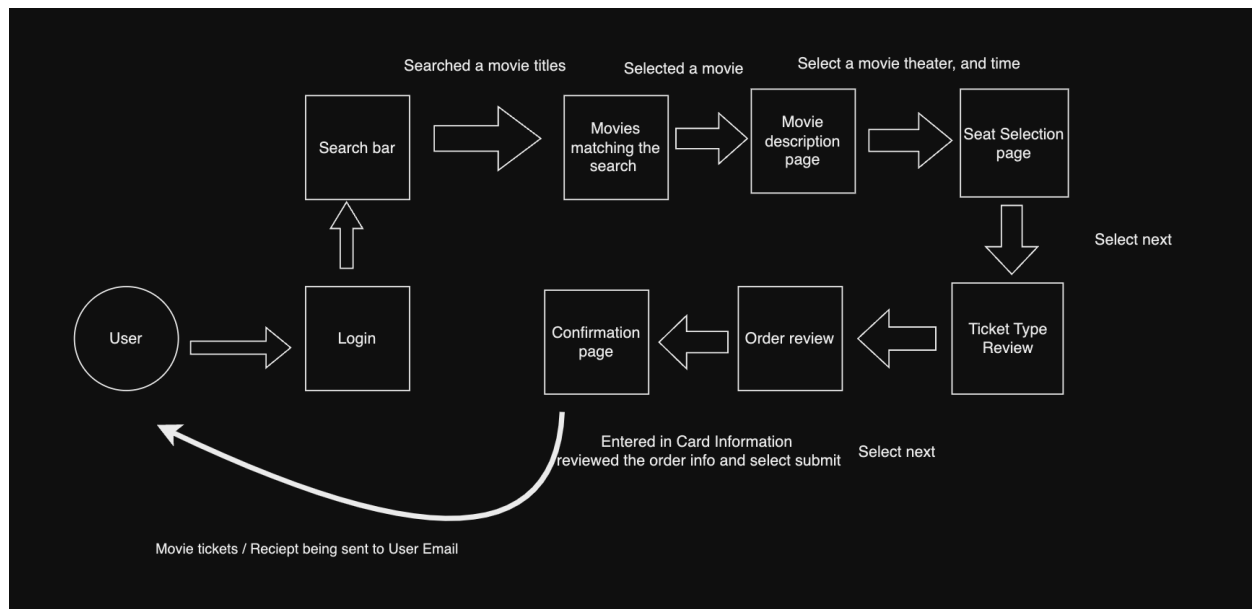 Searched a movie titles
Selected a movie
Select a movie theater, and time
Search bar
Movies
matching the
search
Movie
description
page
Seat Selection
page
Select next
User
Login
Confirmation
page
Order review
Ticket Type
Review
Entered in Card Information
reviewed the order info and select submit
Select next
Movie tickets / Reciept being sent to User Email